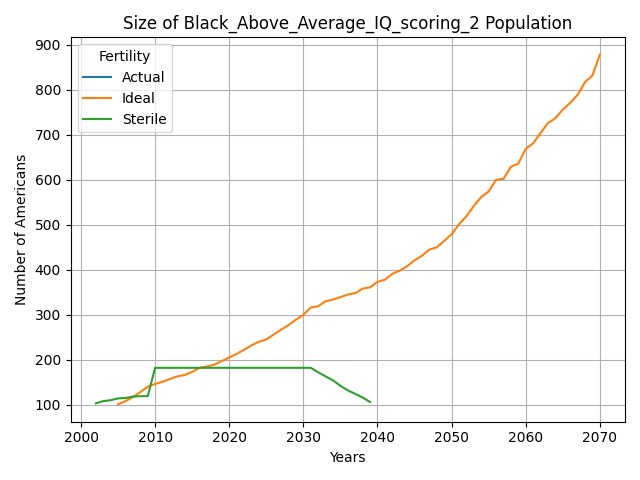 Size of Black_Above_Average_IQ_scoring_2 Population
Number of Americans
900
800
700
600
500
400
300
200
100
Fertility
Actual
Ideal
Sterile
2000 2010 2020 2030 2040 2050 2060 2070
Years